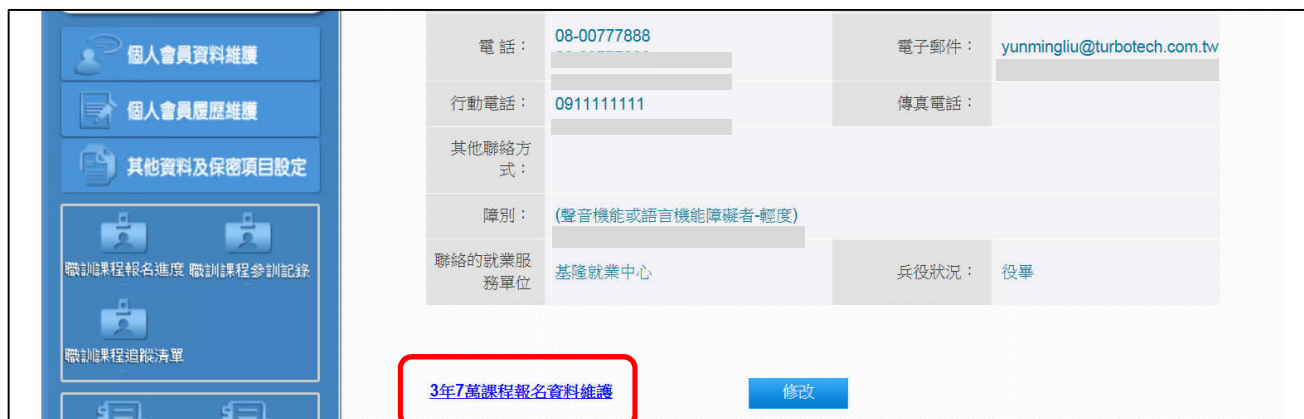 個人會員資料維護
個人會員履歷維護
其他資料及保密項目設定
職訓課程報名進度 職訓課程參訓記錄
職訓課程追蹤清單
電 話： 08-00777888 電子郵件： yunmingliu@turbotech.com.tw
行動電話： 0911111111 傳真電話：
其他聯絡方
式：
障別： (聲音機能或語言機能障礙者-輕度)
聯絡的就業服
務單位 基隆就業中心 兵役狀況： 役畢
3年7萬課程報名資料維護 修改